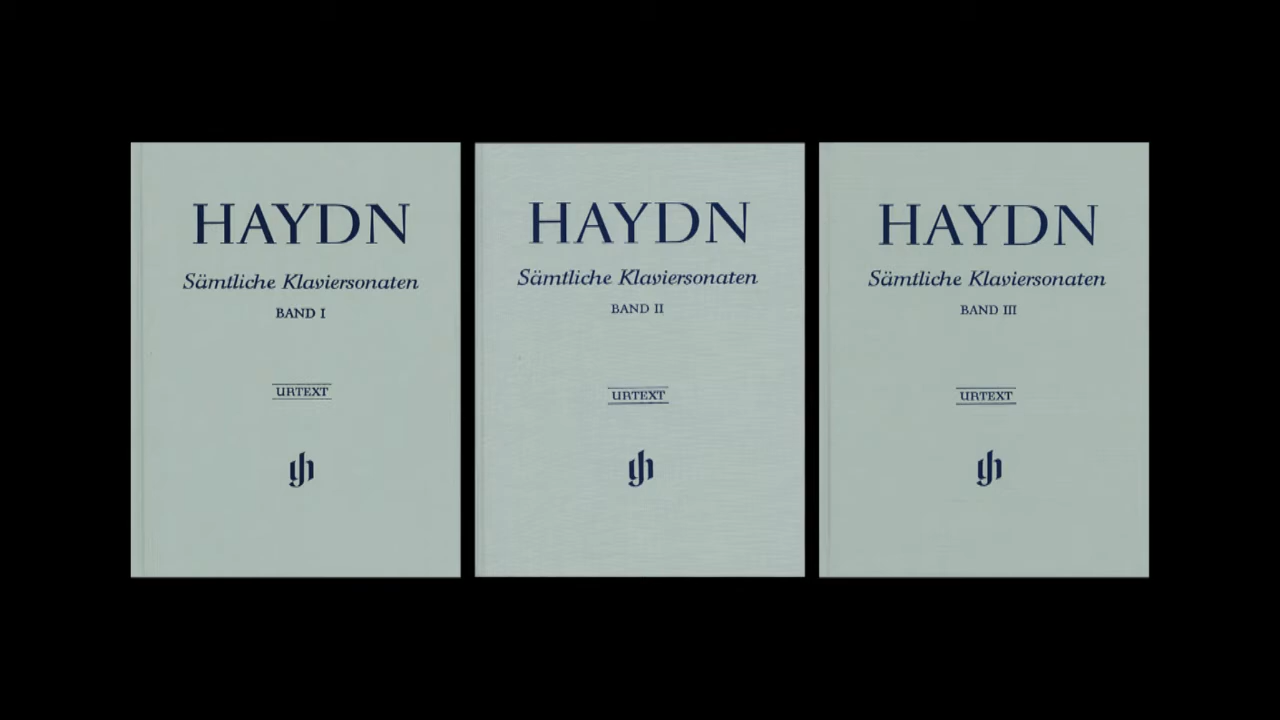 HAYDN
Sämtliche Klaviersonaten
BAND I
URTEXT
HAYDN
Sämtliche Klaviersonaten
BAND II
URTEXT
HAYDN
Sämtliche Klaviersonaten
BAND III
URTEXT